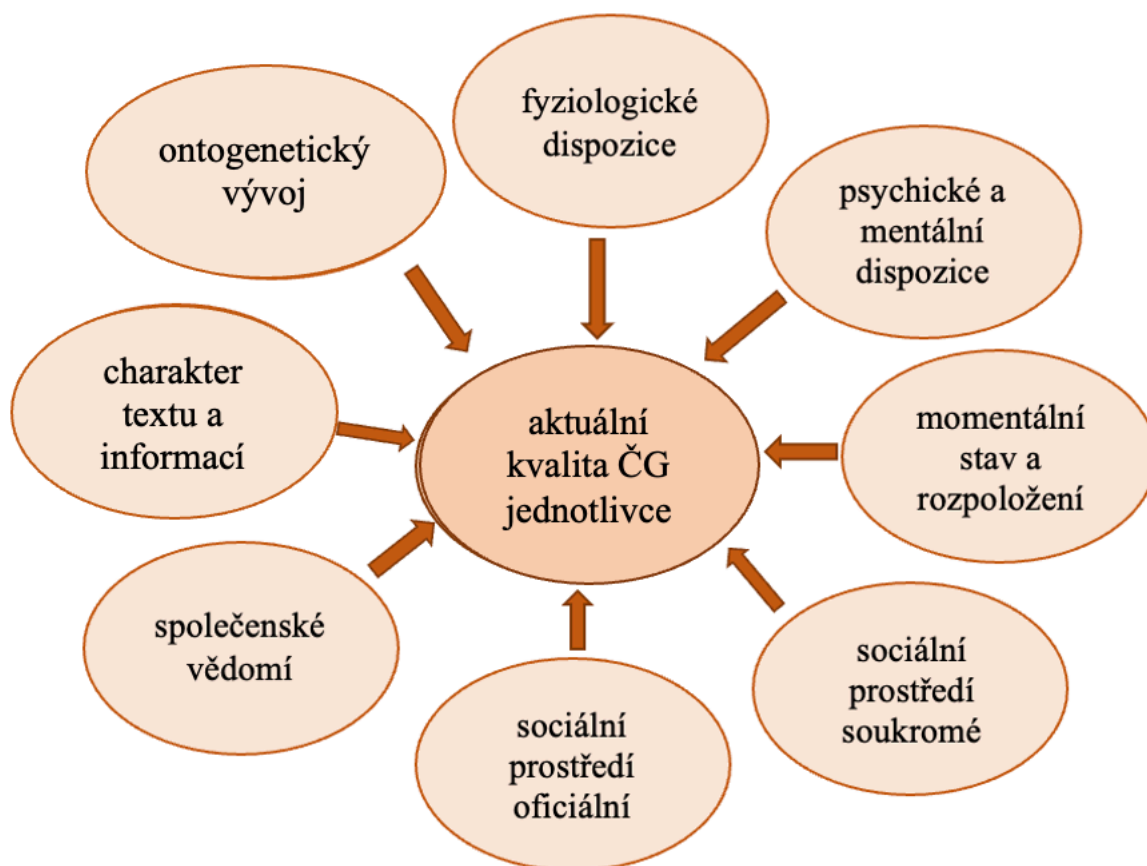 fyziologické
dispozice
ontogenetický
vývoj
psychické a
mentální
dispozice
charakter
textu a
informací
aktuální
kvalita ČG
jednotlivce
momentální
stav a
rozpoložení
společenské
vědomí
sociální
prostředí
soukromé
sociální
prostředí
oficiální